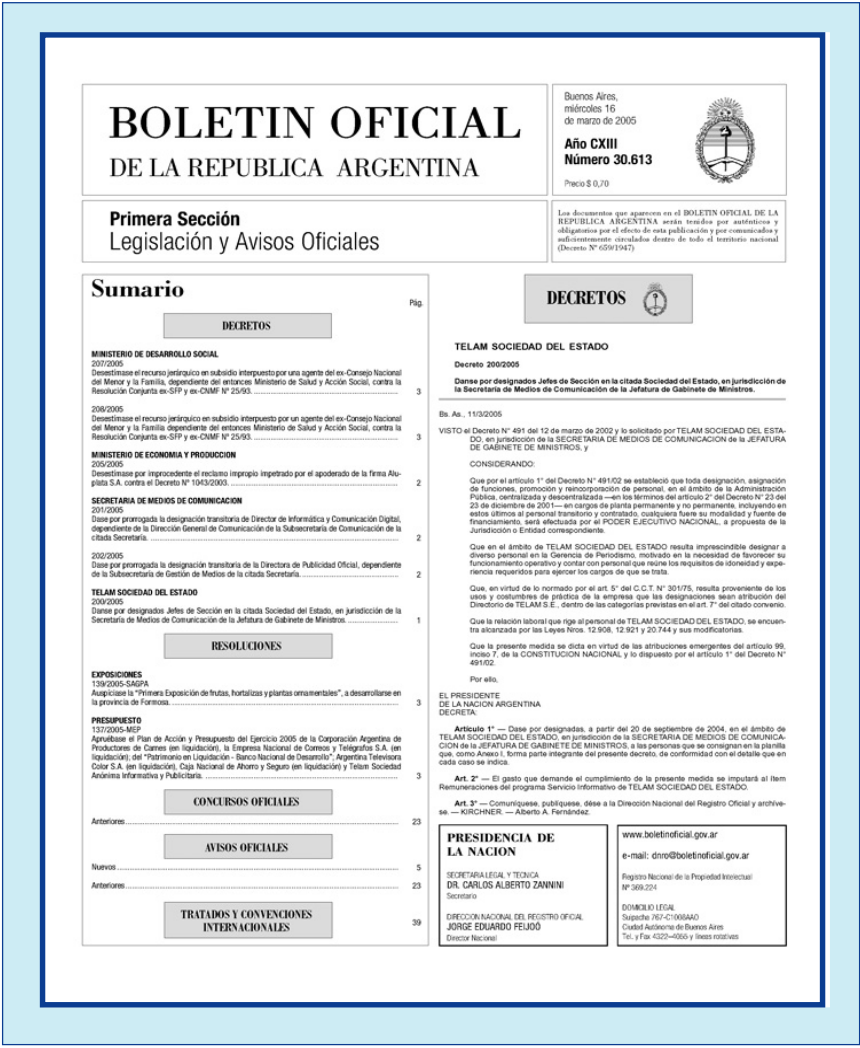 BOLETIN OFICIAL
DE LA REPUBLICA ARGENTINA
Buenos Aires,
miércoles 16
de marzo de 2005
Año CXIII
Número 30.613
Precio $ 0,70
Primera Sección
Legislación y Avisos Oficiales
Los documentos que aparecen en el BOLETIN OFICIAL DE LA
REPUBLICA ARGENTINA serán tenidos por auténticos y
obligatorios por el efecto de esta publicación y por comunicados y
suficientemente circulados dentro de todo el territorio nacional
(Decreto Nº 659/1947)
Sumario
Pág.
DECRETOS
MINISTERIO DE DESARROLLO SOCIAL
207/2005
Desestímase el recurso jerárquico en subsidio interpuesto por una agente del ex-Consejo Nacional
del Menor y la Familia, dependiente del entonces Ministerio de Salud y Acción Social, contra la
Resolución Conjunta ex-SFP y ex-CNMF Nº 25/93. 3
208/2005
Desestímase el recurso jerárquico en subsidio interpuesto por un agente del ex-Consejo Nacional
del Menor y la Familia, dependiente del entonces Ministerio de Salud y Acción Social, contra la
Resolución Conjunta ex-SFP y ex-CNMF Nº 25/93. 3
MINISTERIO DE ECONOMIA Y PRODUCCION
205/2005
Desestímase por improcedente el reclamo impropio impetrado por el apoderado de la firma Alu-
plata S.A. contra el Decreto Nº 1043/2003. 2
SECRETARIA DE MEDIOS DE COMUNICACION
201/2005
Dase por prorrogada la designación transitoria de Director de Informática y Comunicación Digital,
dependiente de la Dirección General de Comunicación de la Subsecretaría de Comunicación de la
citada Secretaría. 2
202/2005
Dase por prorrogada la designación transitoria de la Directora de Publicidad Oficial, dependiente
de la Subsecretaría de Gestión de Medios de la citada Secretaría. 2
TELAM SOCIEDAD DEL ESTADO
200/2005
Danse por designados Jefes de Sección en la citada Sociedad del Estado, en jurisdicción de la
Secretaría de Medios de Comunicación de la Jefatura de Gabinete de Ministros. 1
RESOLUCIONES
EXPOSICIONES
139/2005-SAGPA
Auspíciase la “Primera Exposición de frutas, hortalizas y plantas ornamentales”, a desarrollarse en
la provincia de Formosa. 3
PRESUPUESTO
137/2005-MEP
Apruébase el Plan de Acción y Presupuesto del Ejercicio 2005 de la Corporación Argentina de
Productores de Carnes (en liquidación), la Empresa Nacional de Correos y Telégrafos S.A. (en
liquidación); del “Patrimonio en Liquidación - Banco Nacional de Desarrollo”; Argentina Televisora
Color S.A. (en liquidación), Caja Nacional de Ahorro y Seguro (en liquidación) y Telam Sociedad
Anónima Informativa y Publicitaria. 3
CONCURSOS OFICIALES
Anteriores 23
AVISOS OFICIALES
Nuevos 5
Anteriores 23
TRATADOS Y CONVENCIONES
INTERNACIONALES 39
DECRETOS
TELAM SOCIEDAD DEL ESTADO
Decreto 200/2005
Danse por designados Jefes de Sección en la citada Sociedad del Estado, en jurisdicción de
la Secretaría de Medios de Comunicación de la Jefatura de Gabinete de Ministros.
Bs. As., 11/3/2005
VISTO el Decreto N° 491 del 12 de marzo de 2002 y lo solicitado por TELAM SOCIEDAD DEL ESTA-
DO, en jurisdicción de la SECRETARIA DE MEDIOS DE COMUNICACION de la JEFATURA
DE GABINETE DE MINISTROS, y
CONSIDERANDO:
Que por el artículo 1° del Decreto N° 491/02 se estableció que toda designación, asignación
de funciones, promoción y reincorporación de personal, en el ámbito de la Administración
Pública, centralizada y descentralizada —en los términos del artículo 2° del Decreto N° 23 del
23 de diciembre de 2001— en cargos de planta permanente y no permanente, incluyendo en
estos últimos al personal transitorio y contratado, cualquiera fuere su modalidad y fuente de
financiamiento, será efectuada por el PODER EJECUTIVO NACIONAL, a propuesta de la
Jurisdicción o Entidad correspondiente.
Que en el ámbito de TELAM SOCIEDAD DEL ESTADO resulta imprescindible designar a
diverso personal en la Gerencia de Periodismo, motivado en la necesidad de favorecer su
funcionamiento operativo y contar con personal que reúne los requisitos de idoneidad y expe-
riencia requeridos para ejercer los cargos de que se trata.
Que, en virtud de lo normado por el art. 5° del C.C.T. N° 301/75, resulta proveniente de los
usos y costumbres de práctica de la empresa que las designaciones sean atribución del
Directorio de TELAM S.E., dentro de las categorías previstas en el art. 7° del citado convenio.
Que la relación laboral que rige al personal de TELAM SOCIEDAD DEL ESTADO, se encuen-
tra alcanzada por las Leyes Nros. 12.908, 12.921 y 20.744 y sus modificatorias.
Que la presente medida se dicta en virtud de las atribuciones emergentes del artículo 99,
inciso 7, de la CONSTITUCION NACIONAL y lo dispuesto por el artículo 1° del Decreto N°
491/02.
Por ello,
EL PRESIDENTE
DE LA NACION ARGENTINA
DECRETA:
Artículo 1° — Dase por designadas, a partir del 20 de septiembre de 2004, en el ámbito de
TELAM SOCIEDAD DEL ESTADO, en jurisdicción de la SECRETARIA DE MEDIOS DE COMUNICA-
CION de la JEFATURA DE GABINETE DE MINISTROS, a las personas que se consignan en la planilla
que, como Anexo I, forma parte integrante del presente decreto, de conformidad con el detalle que en
cada caso se indica.
Art. 2° — El gasto que demande el cumplimiento de la presente medida se imputará al Item
Remuneraciones del programa Servicio Informativo de TELAM SOCIEDAD DEL ESTADO.
Art. 3° — Comuníquese, publíquese, dése a la Dirección Nacional del Registro Oficial y archíve-
se. — KIRCHNER. — Alberto A. Fernández.
PRESIDENCIA DE
LA NACION
SECRETARIA LEGAL Y TECNICA
DR. CARLOS ALBERTO ZANNINI
Secretario
DIRECCION NACIONAL DEL REGISTRO OFICIAL
JORGE EDUARDO FEIJOÓ
Director Nacional
www.boletinoficial.gov.ar
e-mail: dnro@boletinoficial.gov.ar
Registro Nacional de la Propiedad Intelectual
Nº 369.224
DOMICILIO LEGAL
Suipacha 767-C1008AAO
Ciudad Autónoma de Buenos Aires
Tel. y Fax 4322-4055 y líneas rotativas